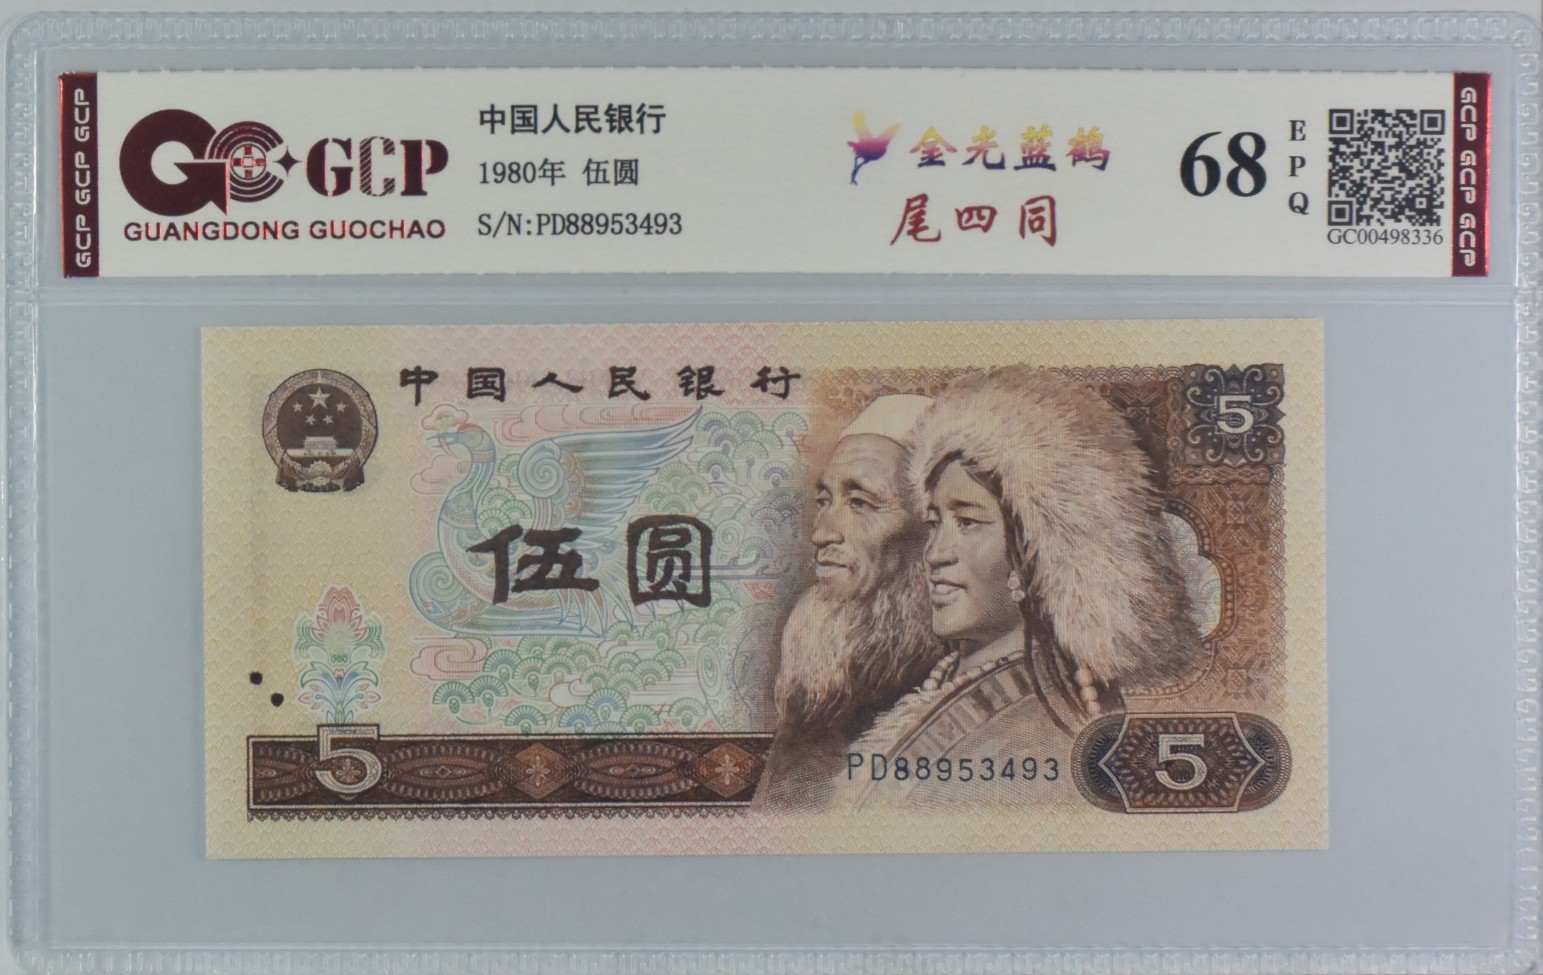 GCP GCP GCP
GCP
GUANGDONG GUOCHAO
中国人民银行
1980年 伍圆
S/N:PD88953493
金光蓝鹤
尾四同
68
EPQ
GC00498336
GCP GCP GCP
中国人民银行
5
伍圆
5
PD88953493
5